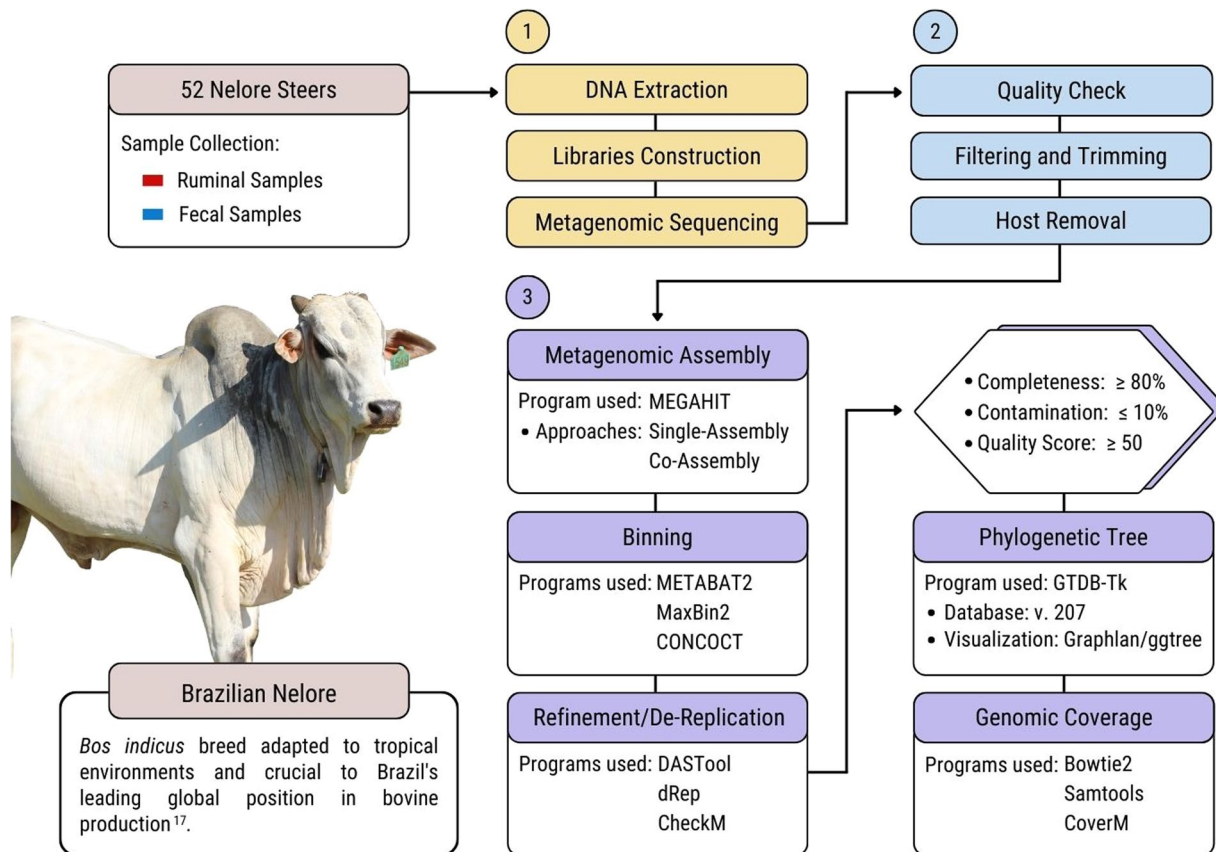 1
52 Nelore Steers
Sample Collection:
Ruminal Samples
Fecal Samples
DNA Extraction
Libraries Construction
Metagenomic Sequencing
2
Quality Check
Filtering and Trimming
Host Removal
3
Metagenomic Assembly
Program used: MEGAHIT
• Approaches: Single-Assembly
Co-Assembly
Binning
Programs used: METABAT2
MaxBin2
CONCOCT
Refinement/De-Replication
Programs used: DASTool
dRep
CheckM
• Completeness: ≥ 80%
• Contamination: ≤ 10%
• Quality Score: ≥ 50
Phylogenetic Tree
Program used: GTDB-Tk
• Database: v. 207
• Visualization: Graphlan/ggtree
Genomic Coverage
Programs used: Bowtie2
Samtools
CoverM
Brazilian Nelore
Bos indicus breed adapted to tropical
environments and crucial to Brazil's
leading global position in bovine
production¹⁷.